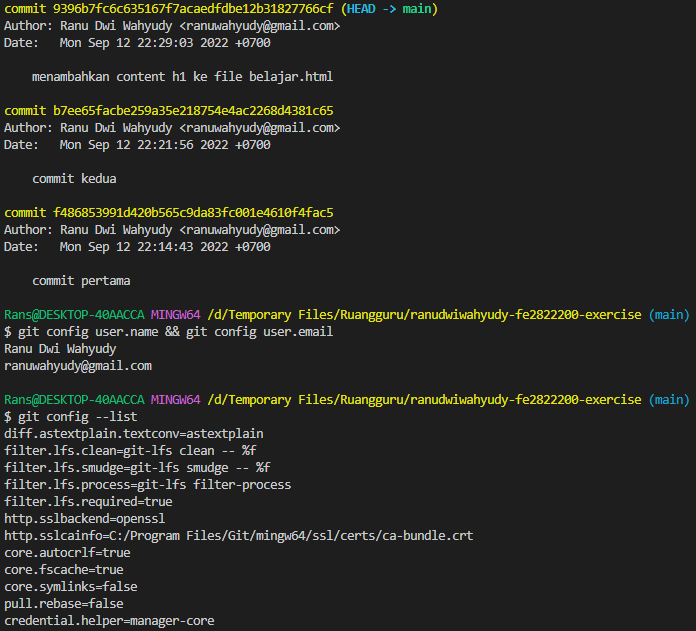 commit 9396b7fc6c635167f7acaedfdbe12b31827766cf (HEAD -> main)
Author: Ranu Dwi Wahyudy <ranuwahyudy@gmail.com>
Date:   Mon Sep 12 22:29:03 2022 +0700
    menambahkan content h1 ke file belajar.html
commit b7ee65facbe259a35e218754e4ac2268d4381c65
Author: Ranu Dwi Wahyudy <ranuwahyudy@gmail.com>
Date:   Mon Sep 12 22:21:56 2022 +0700
    commit kedua
commit f486853991d420b565c9da83fc001e4610f4fac5
Author: Ranu Dwi Wahyudy <ranuwahyudy@gmail.com>
Date:   Mon Sep 12 22:14:43 2022 +0700
    commit pertama
Rans@DESKTOP-40AACCA MINGW64 /d/Temporary Files/Ruangguru/ranudwiwahyudy-fe2822200-exercise (main)
$ git config user.name && git config user.email
Ranu Dwi Wahyudy
ranuwahyudy@gmail.com
Rans@DESKTOP-40AACCA MINGW64 /d/Temporary Files/Ruangguru/ranudwiwahyudy-fe2822200-exercise (main)
$ git config --list
diff.astextplain.textconv=astextplain
filter.lfs.clean=git-lfs clean -- %f
filter.lfs.smudge=git-lfs smudge -- %f
filter.lfs.process=git-lfs filter-process
filter.lfs.required=true
http.sslbackend=openssl
http.sslcainfo=C:/Program Files/Git/mingw64/ssl/certs/ca-bundle.crt
core.autocrlf=true
core.fscache=true
core.symlinks=false
pull.rebase=false
credential.helper=manager-core